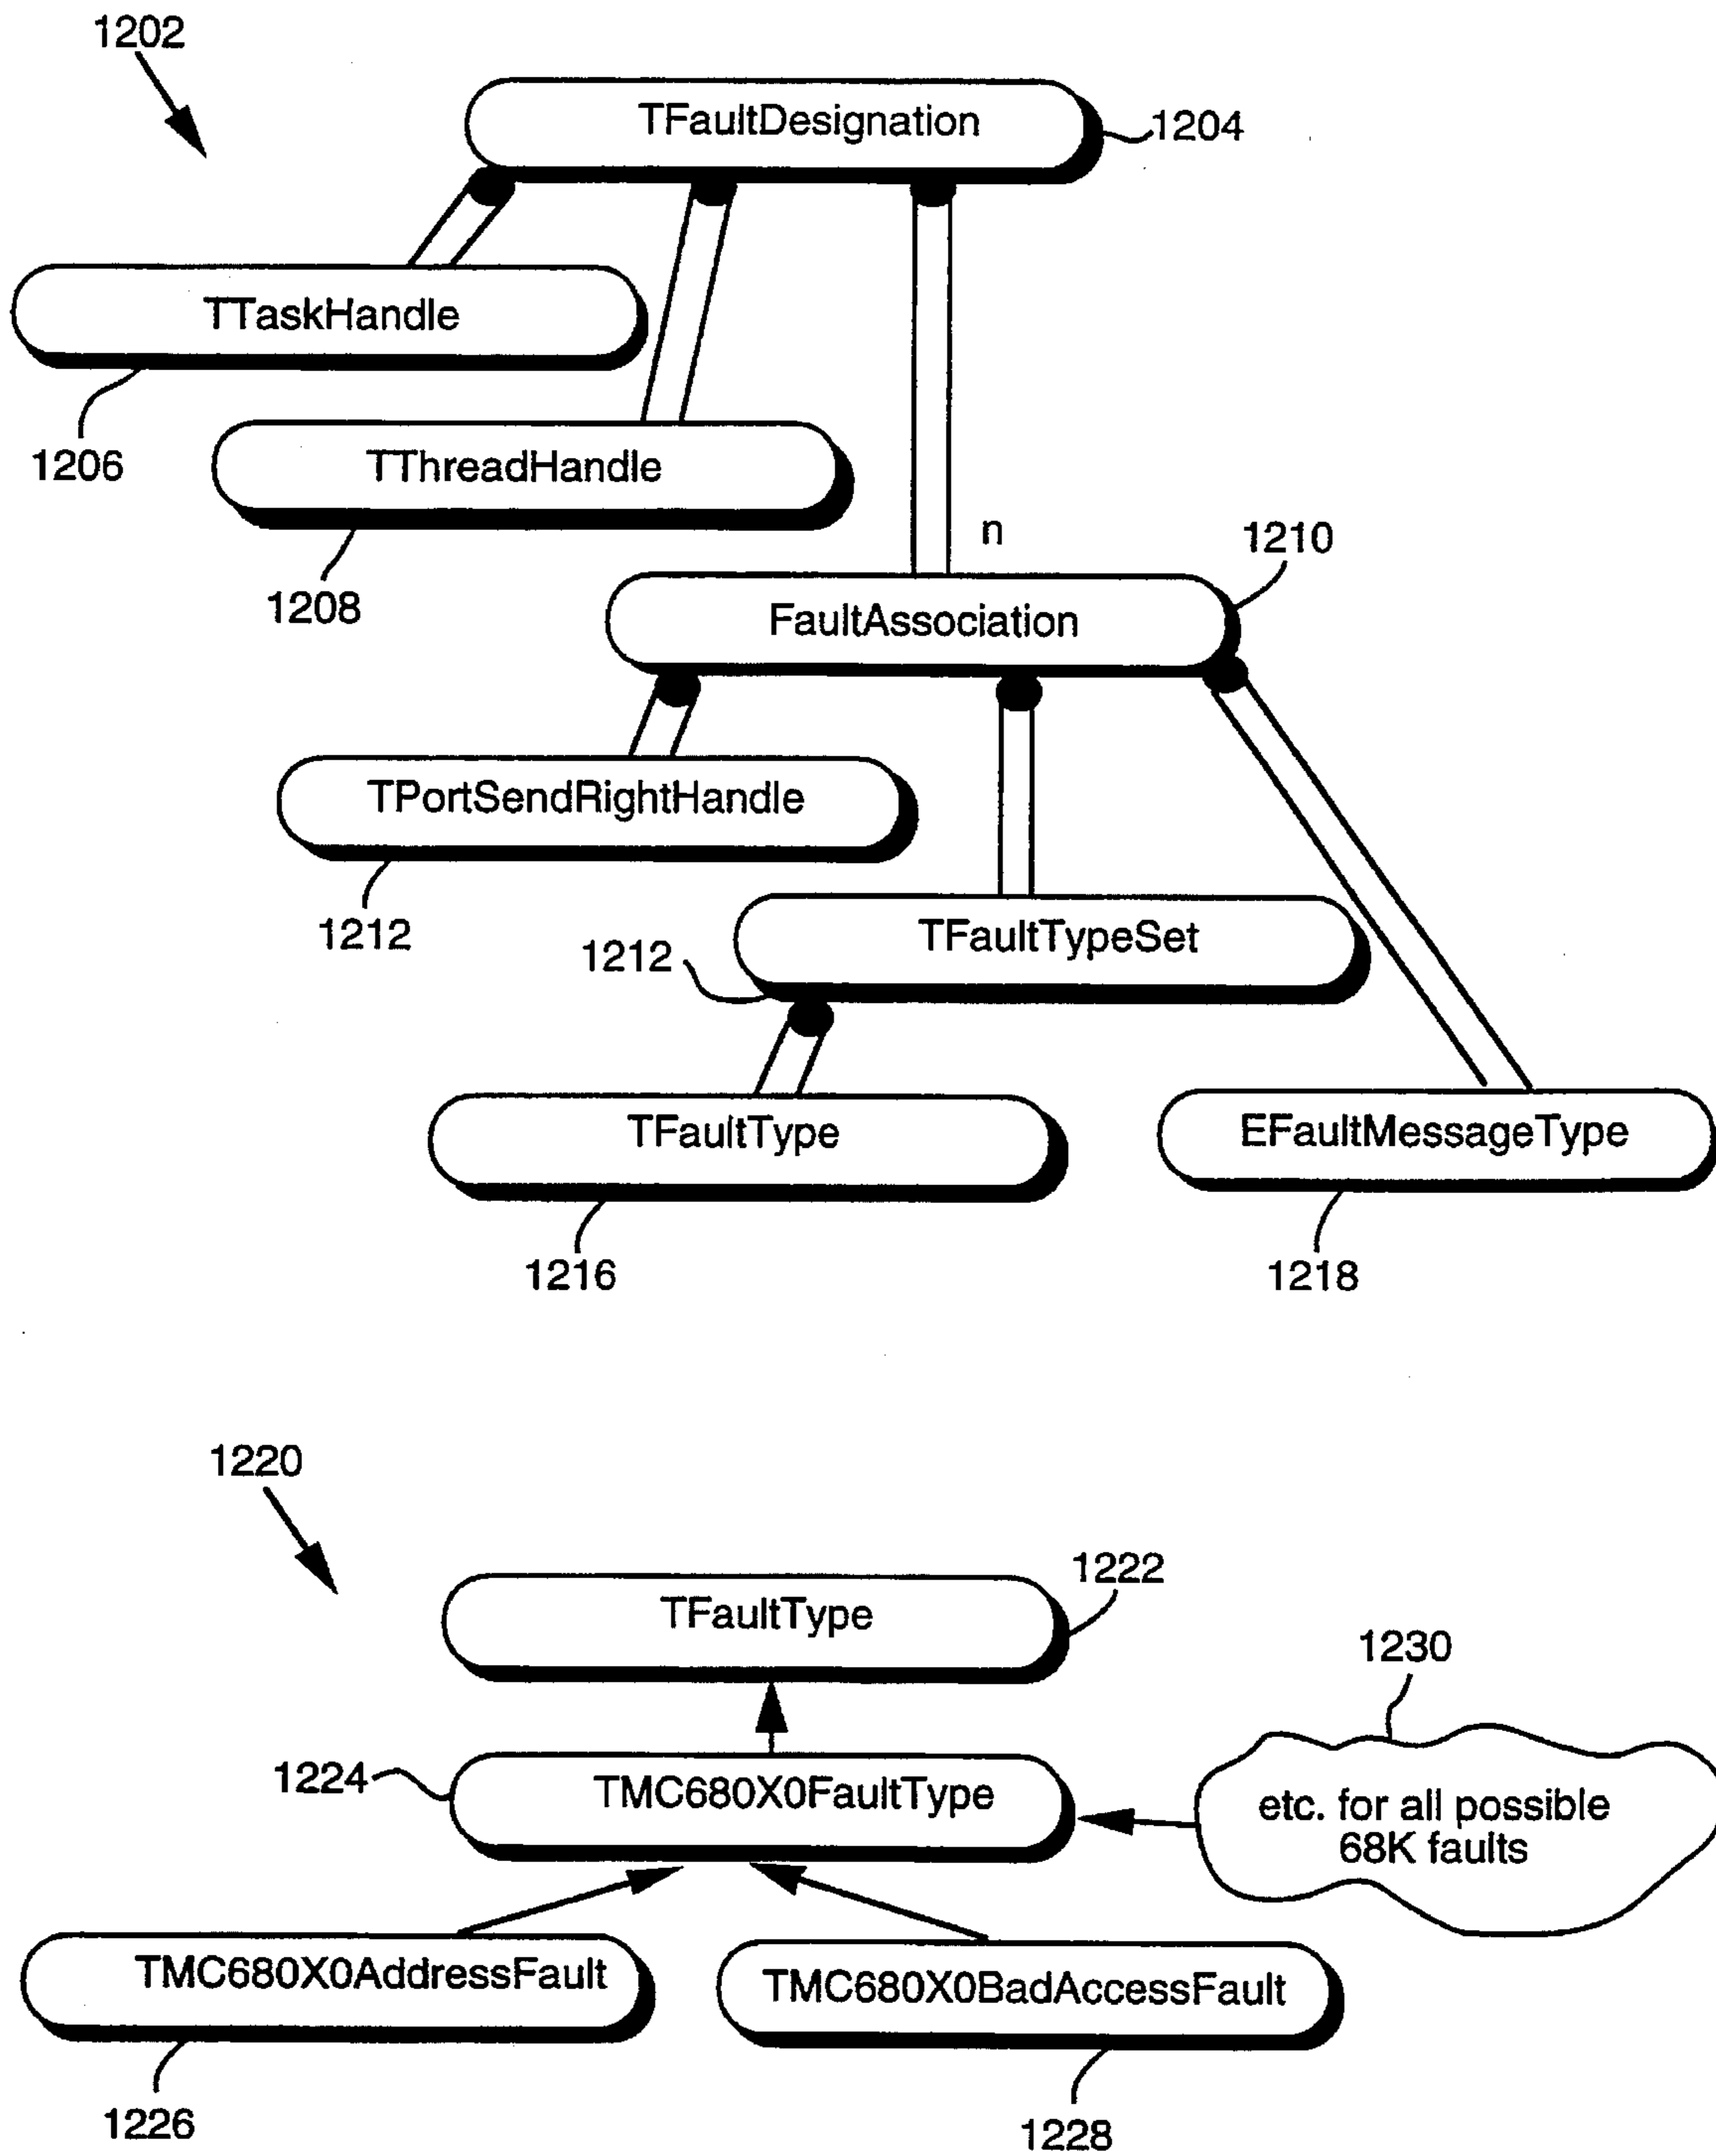 1202
TFaultDesignation
1204
TTaskHandle
1206
TThreadHandle
1208
n
1210
FaultAssociation
TPortSendRightHandle
1212
TFaultTypeSet
1212
TFaultType
EFaultMessageType
1216
1218
1220
1222
TFaultType
1230
1224
TMC680X0FaultType
etc. for all possible
68K faults
TMC680X0AddressFault
TMC680X0BadAccessFault
1226
1228